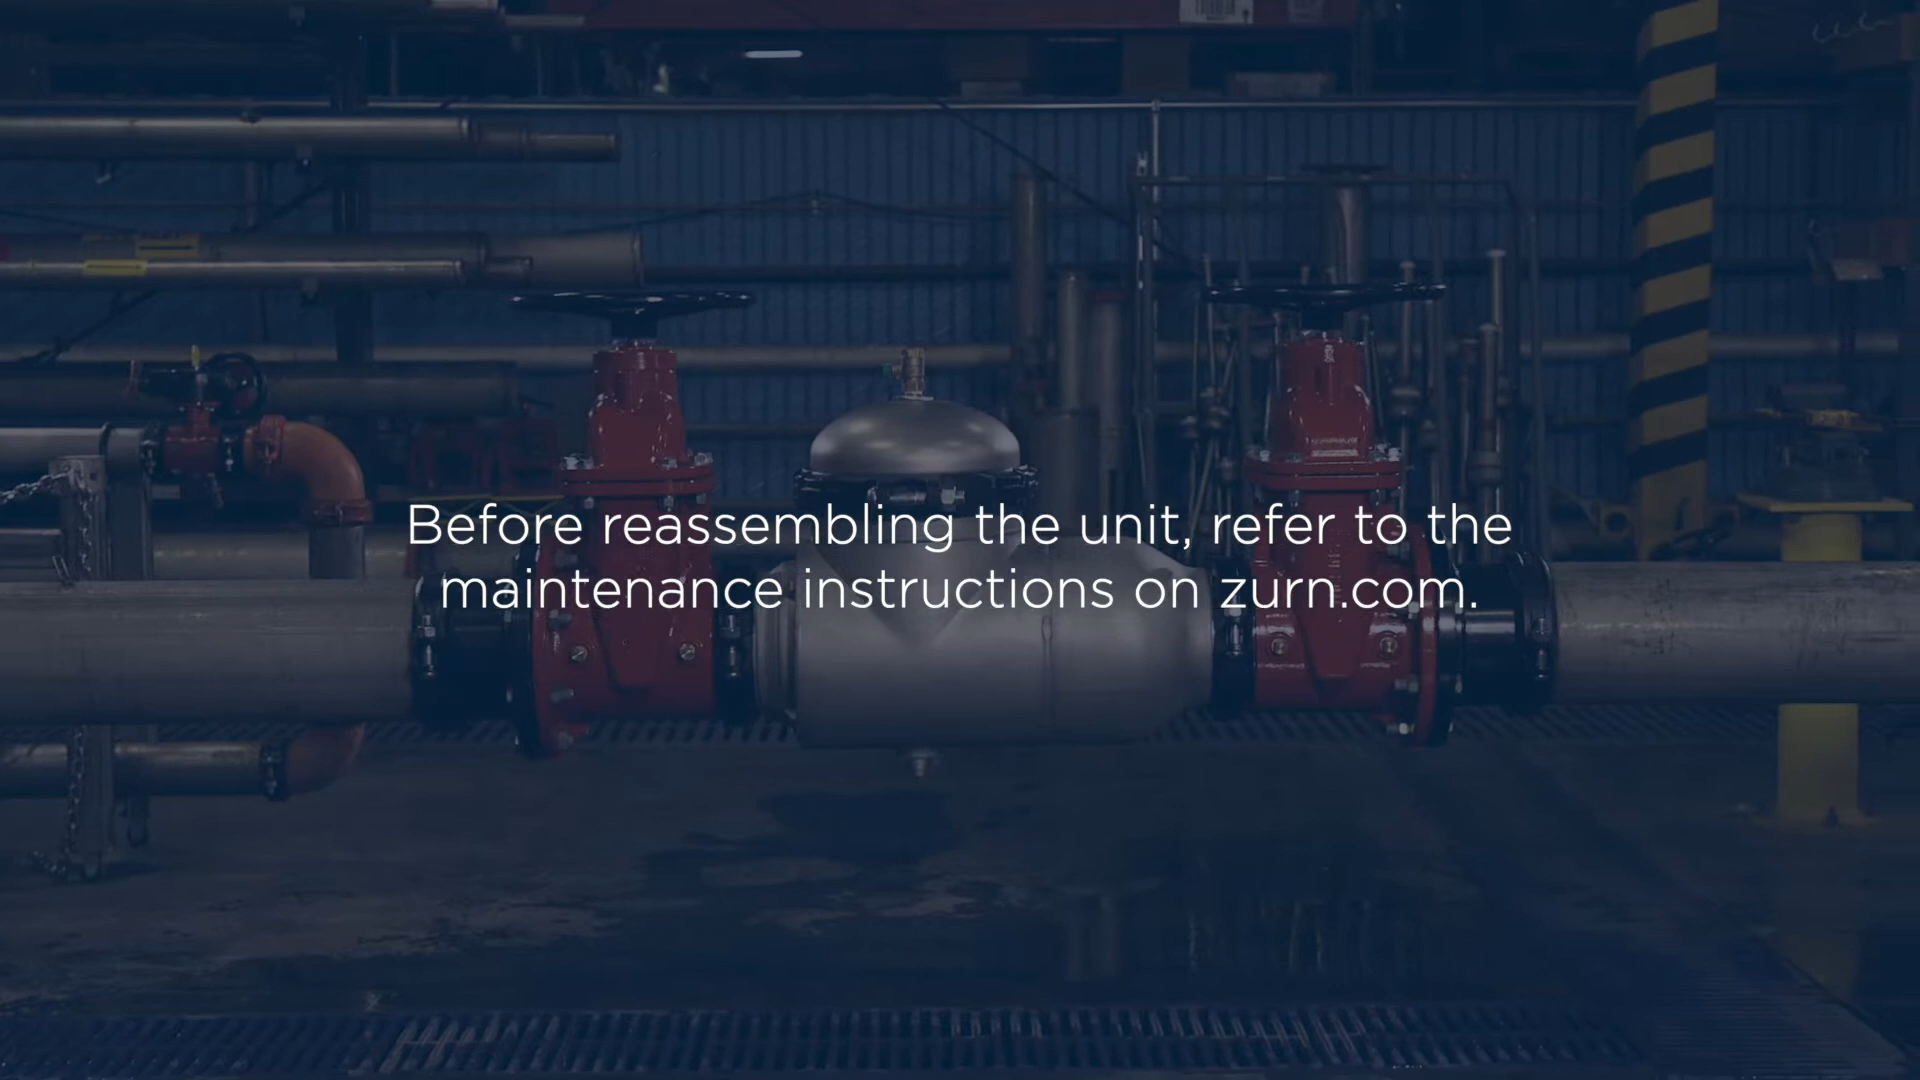 Before reassembling the unit, refer to the
maintenance instructions on zurn.com.